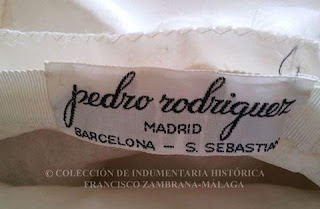 pedro rodriguez
MADRID
BARCELONA — S. SEBASTIAN
© COLECCIÓN DE INDUMENTARIA HISTÓRICA
FRANCISCO ZAMBRANA-MÁLAGA